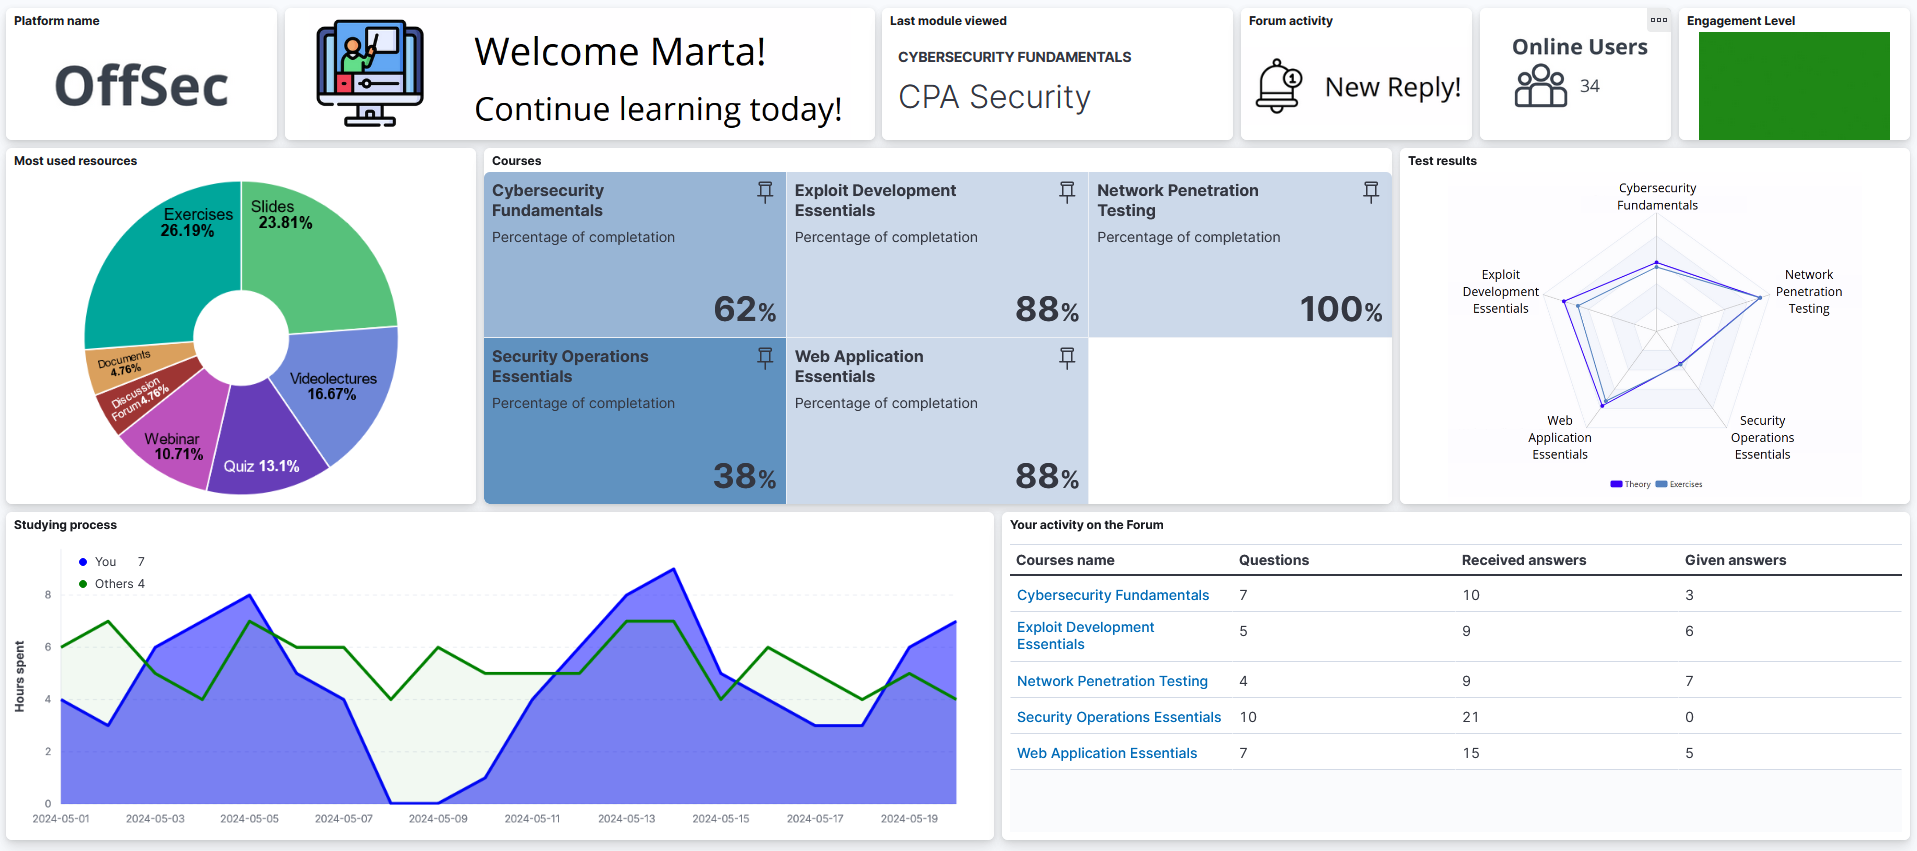 Platform name
OffSec
Welcome Marta!
Continue learning today!
Last module viewed
CYBERSECURITY FUNDAMENTALS
CPA Security
Forum activity
1
New Reply!
Online Users
34
Engagement Level
Most used resources
Exercises
26.19%
Slides
23.81%
Videolectures
16.67%
Quiz 13.1%
Webinar
10.71%
Discussion
Forum 4.76%
Documents
4.76%
Courses
Cybersecurity
Fundamentals
Percentage of completation
62%
Exploit Development
Essentials
Percentage of completation
88%
Network Penetration
Testing
Percentage of completation
100%
Security Operations
Essentials
Percentage of completation
38%
Web Application
Essentials
Percentage of completation
88%
Test results
Cybersecurity
Fundamentals
Exploit
Development
Essentials
Network
Penetration
Testing
Web
Application
Essentials
Security
Operations
Essentials
Theory Exercises
Studying process
You 7
Others 4
Hours spent
8
6
4
2
0
2024-05-01 2024-05-03 2024-05-05 2024-05-07 2024-05-09 2024-05-11 2024-05-13 2024-05-15 2024-05-17 2024-05-19
Your activity on the Forum
Courses name Questions Received answers Given answers
Cybersecurity Fundamentals 7 10 3
Exploit Development
Essentials 5 9 6
Network Penetration Testing 4 9 7
Security Operations Essentials 10 21 0
Web Application Essentials 7 15 5